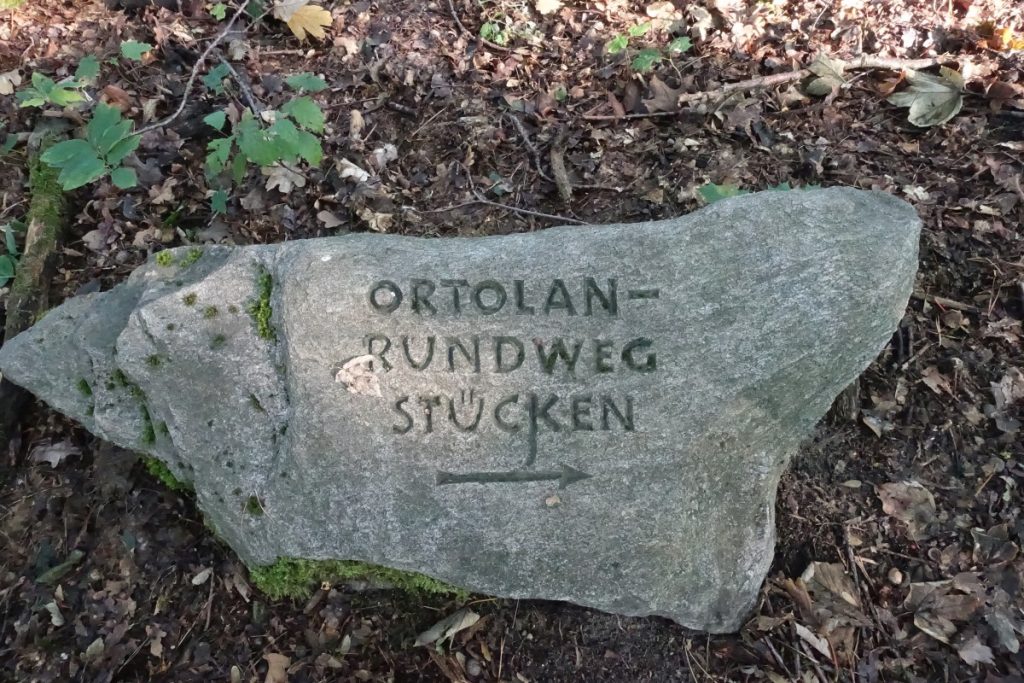 ORTOLAN-
RUNDWEG
STÜCKEN